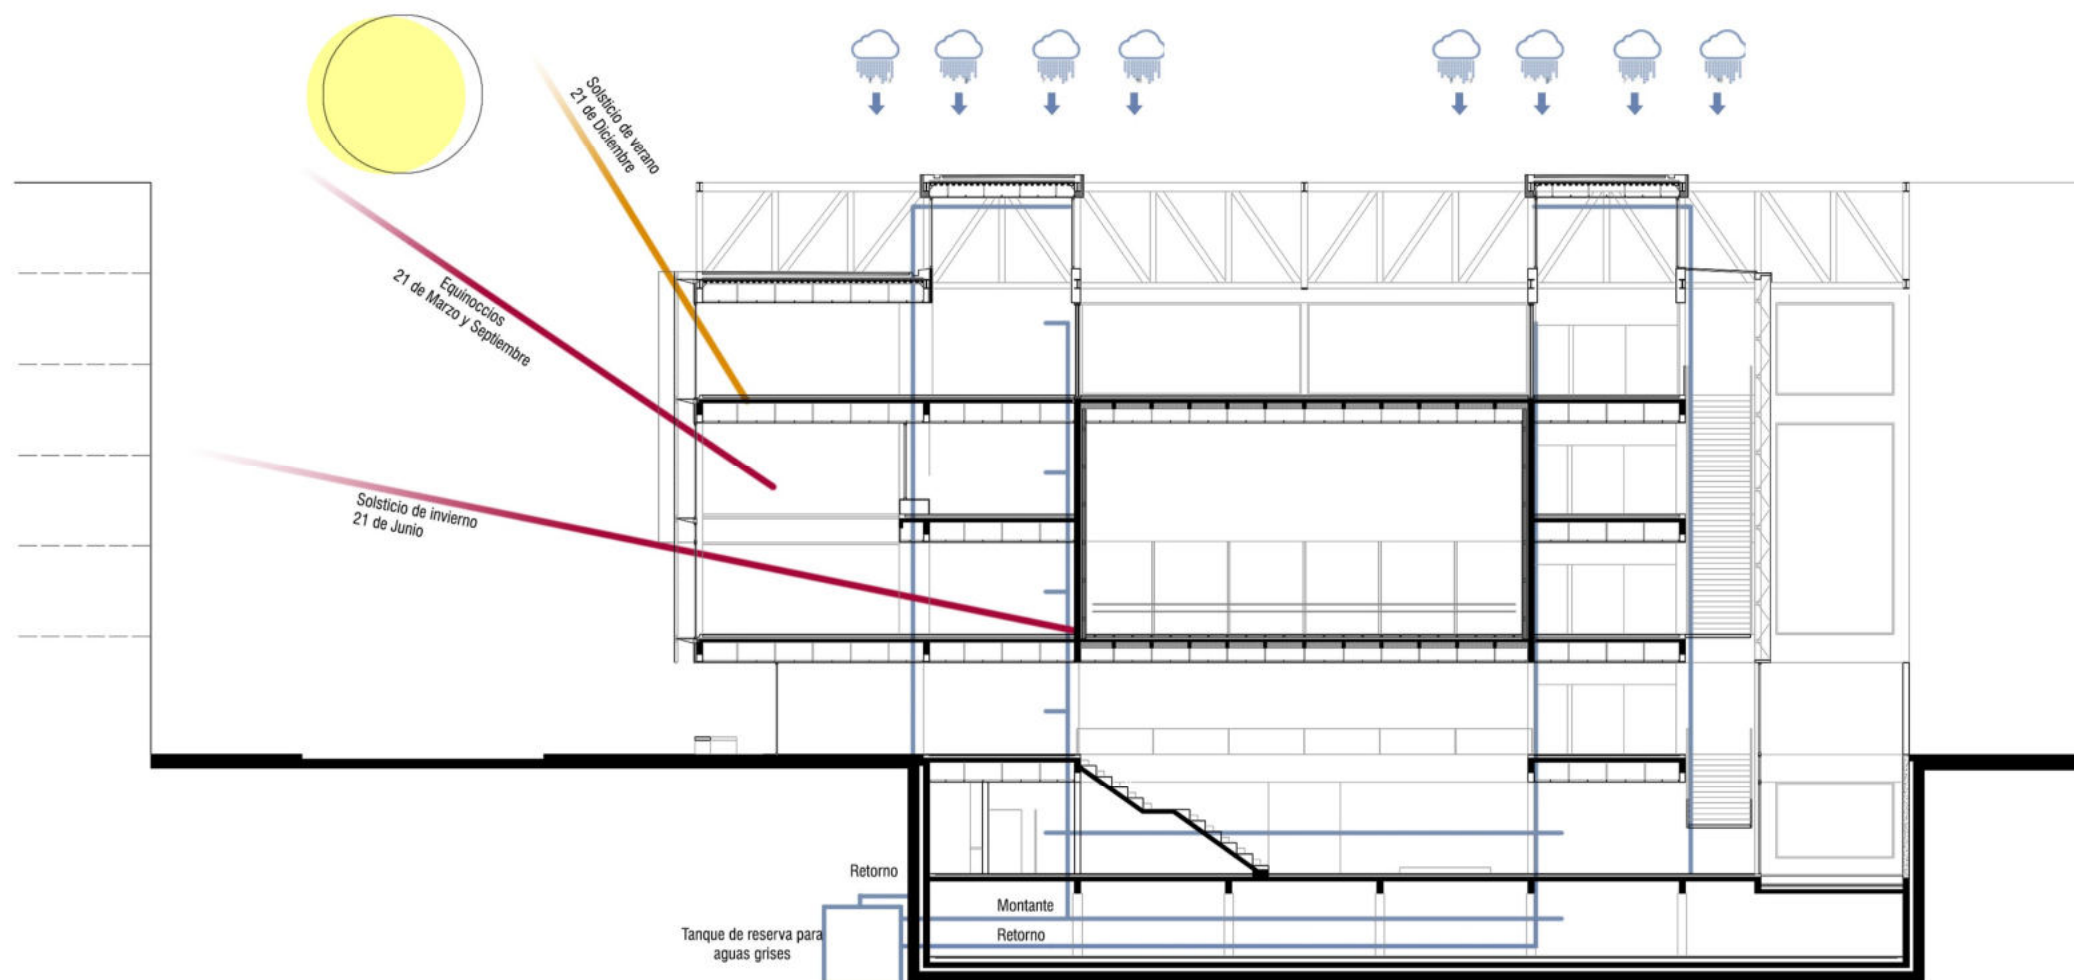 Solsticio de verano
21 de Diciembre
Equinoccios
21 de Marzo y Septiembre
Solsticio de invierno
21 de Junio
Retorno
Tanque de reserva para
aguas grises
Montante
Retorno